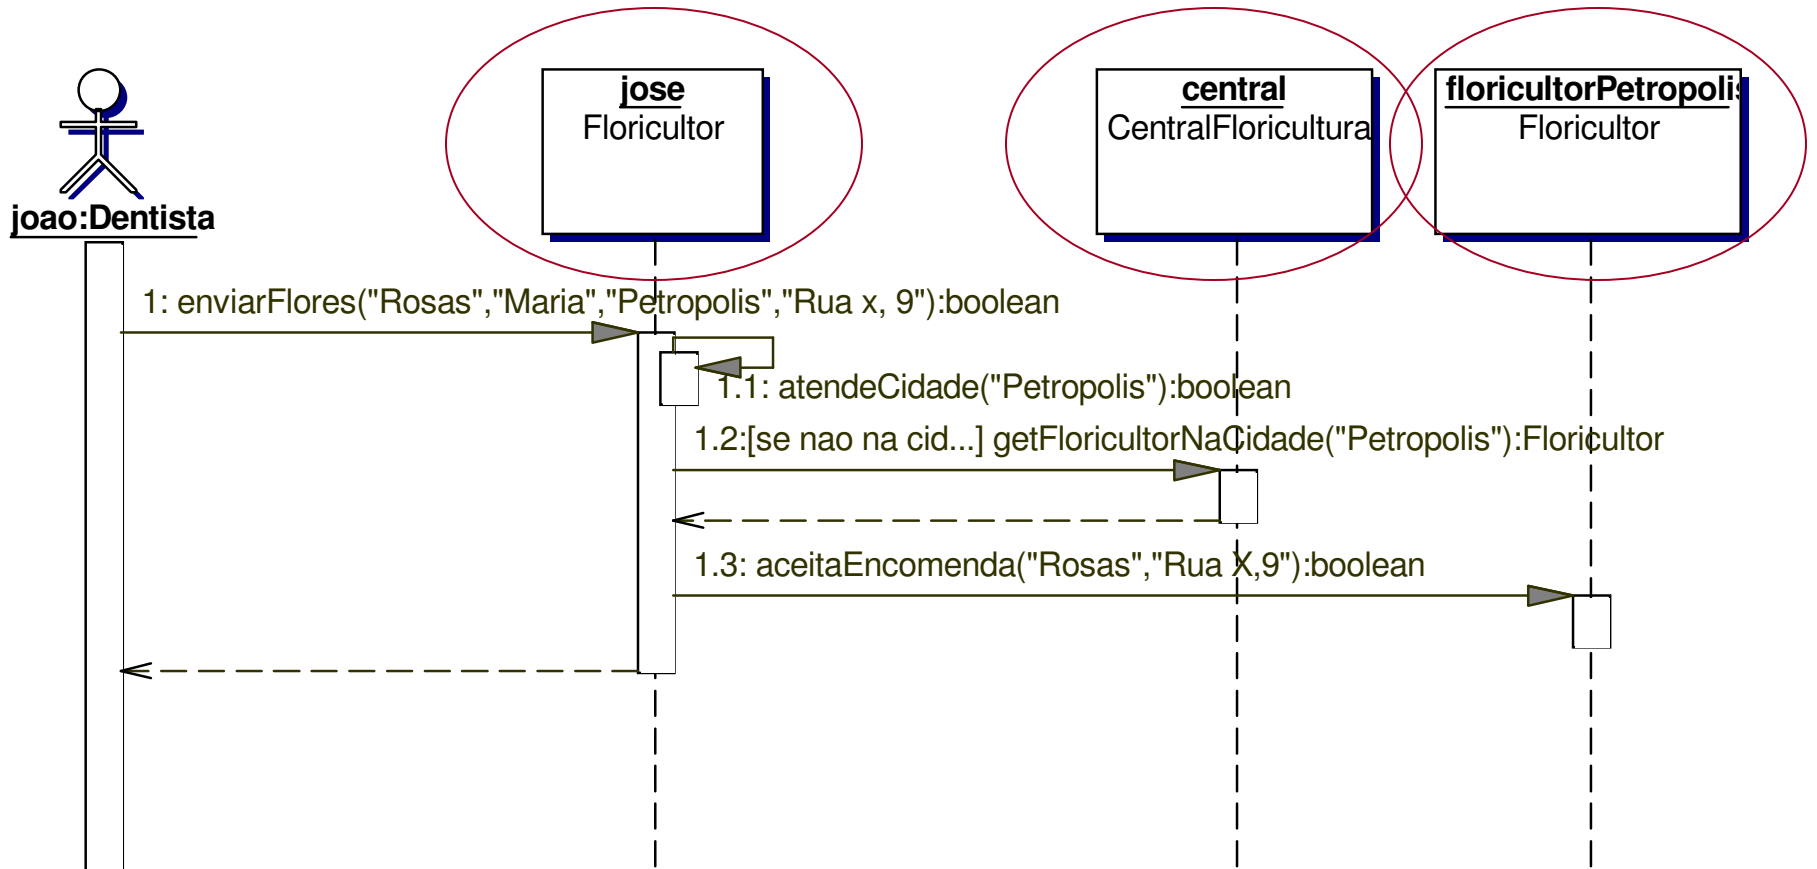 jose
Floricultor
central
CentralFloricultura
floricultorPetropolis
Floricultor
joao:Dentista
1: enviarFlores("Rosas","Maria","Petropolis","Rua x, 9"):boolean
1.1: atendeCidade("Petropolis"):boolean
1.2:[se nao na cid...] getFloricultorNaCidade("Petropolis"):Floricultor
1.3: aceitaEncomenda("Rosas","Rua X,9"):boolean